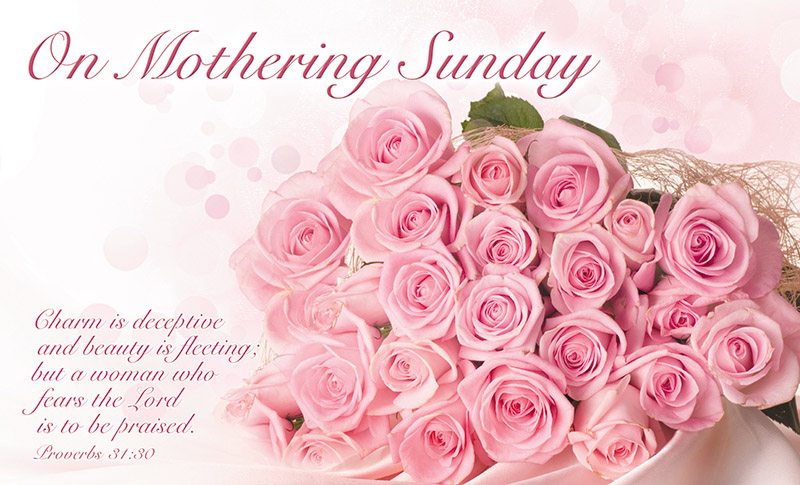 On Mothering Sunday
Charm is deceptive
and beauty is fleeting;
but a woman who
fears the Lord
is to be praised.
Proverbs 31:30